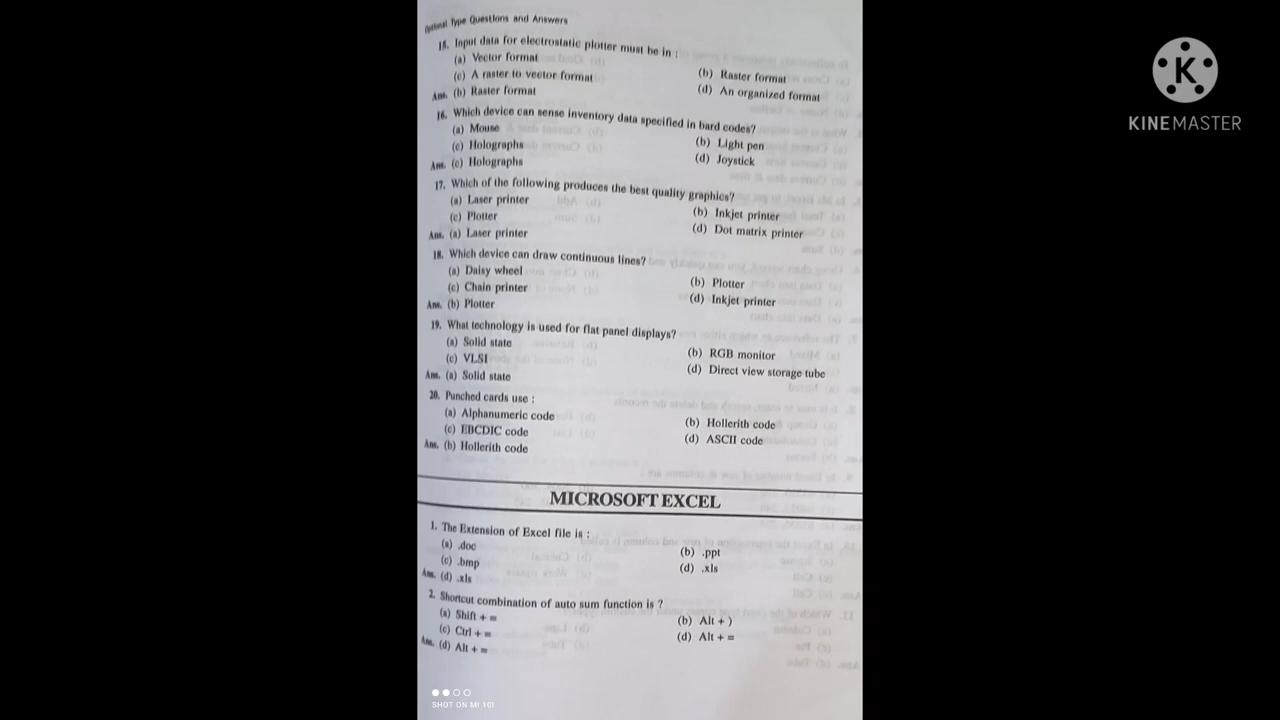 Optional Type Questions and Answers
15. Input data for electrostatic plotter must be in :
(a) Vector format
(b) Raster format
(c) A raster to vector format
(d) An organized format
Ans. (b) Raster format
16. Which device can sense inventory data specified in bard codes?
(a) Mouse
(b) Light pen
(c) Holographs
(d) Joystick
Ans. (c) Holographs
17. Which of the following produces the best quality graphics?
(a) Laser printer
(b) Inkjet printer
(c) Plotter
(d) Dot matrix printer
Ans. (a) Laser printer
18. Which device can draw continuous lines?
(a) Daisy wheel
(b) Plotter
(c) Chain printer
(d) Inkjet printer
Ans. (b) Plotter
19. What technology is used for flat panel displays?
(a) Solid state
(b) RGB monitor
(c) VLSI
(d) Direct view storage tube
Ans. (a) Solid state
20. Punched cards use :
(a) Alphanumeric code
(b) Hollerith code
(c) EBCDIC code
(d) ASCII code
Ans. (b) Hollerith code
MICROSOFT EXCEL
1. The Extension of Excel file is :
(a) .doc
(b) .ppt
(c) .bmp
(d) .xls
Ans. (d) .xls
2. Shortcut combination of auto sum function is ?
(a) Shift + =
(b) Alt + )
(c) Ctrl + =
(d) Alt + =
Ans. (d) Alt + =
SHOT ON MI 10I
K
KINEMASTER